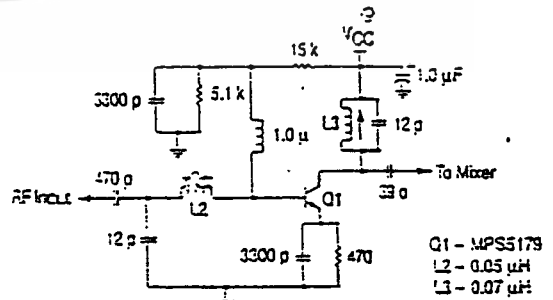 VCC
15 k
1.0 µF
3300 p
5.1 k
1.0 µ
L3
12 p
470 p
To Mixer
RF Input
L2
Q1
12 p
3300 p
470
Q1 – MPS5179
L2 – 0.05 µH
L3 – 0.07 µH